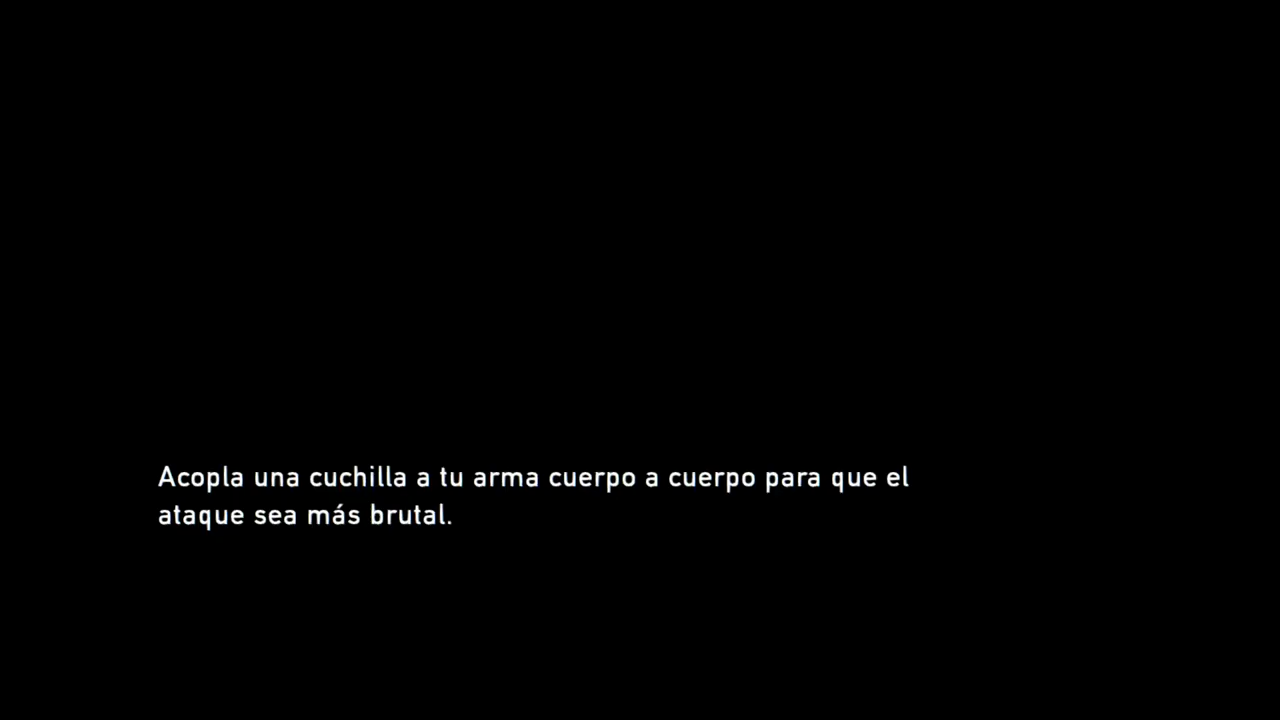 Acopla una cuchilla a tu arma cuerpo a cuerpo para que el
ataque sea más brutal.